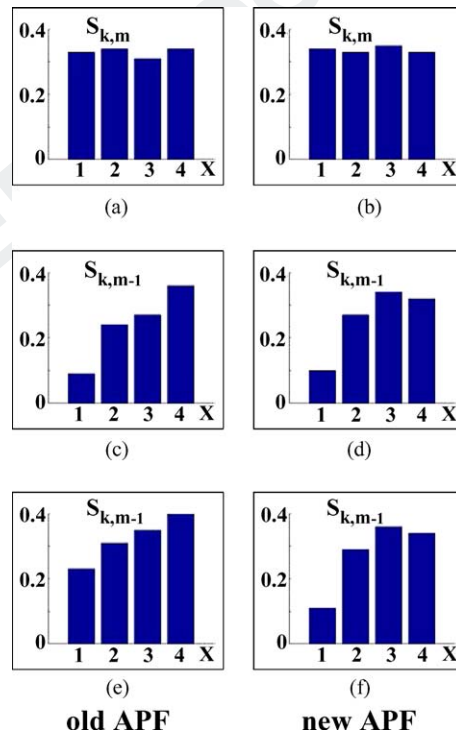 S_{k,m}
0.4
0.2
0
1 2 3 4 X
(a)
S_{k,m}
0.4
0.2
0
1 2 3 4 X
(b)
S_{k,m-1}
0.4
0.2
0
1 2 3 4 X
(c)
S_{k,m-1}
0.4
0.2
0
1 2 3 4 X
(d)
S_{k,m-1}
0.4
0.2
0
1 2 3 4 X
(e)
S_{k,m-1}
0.4
0.2
0
1 2 3 4 X
(f)
old APF
new APF